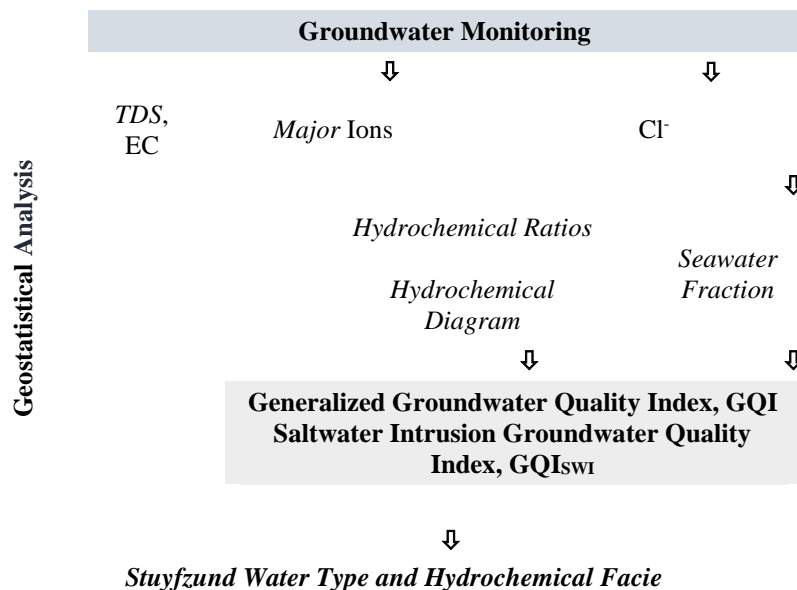 Groundwater Monitoring
TDS,
EC
Major Ions
Cl-
Geostatistical Analysis
Hydrochemical Ratios
Seawater
Fraction
Hydrochemical
Diagram
Generalized Groundwater Quality Index, GQI
Saltwater Intrusion Groundwater Quality
Index, GQISWI
Stuyfzund Water Type and Hydrochemical Facie